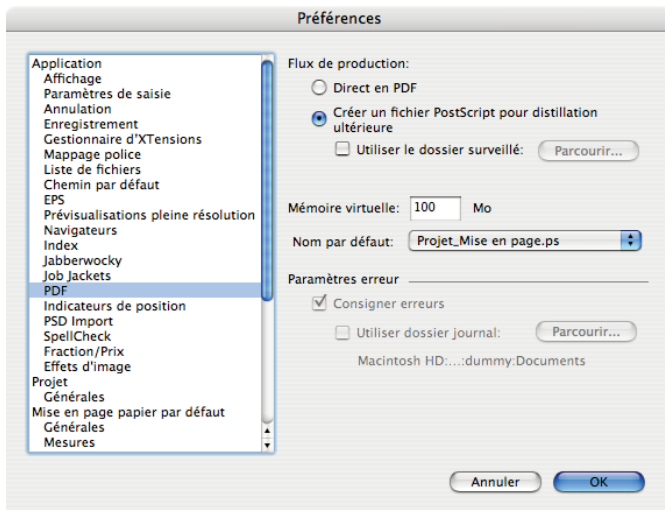 Préférences
Application
Affichage
Paramètres de saisie
Annulation
Enregistrement
Gestionnaire d'XTensions
Mappage police
Liste de fichiers
Chemin par défaut
EPS
Prévisualisations pleine résolution
Navigateurs
Index
Jabberwocky
Job Jackets
PDF
Indicateurs de position
PSD Import
SpellCheck
Fraction/Prix
Effets d'image
Projet
Générales
Mise en page papier par défaut
Générales
Mesures
Flux de production:
Direct en PDF
Créer un fichier PostScript pour distillation
ultérieure
Utiliser le dossier surveillé: Parcourir...
Mémoire virtuelle: 100 Mo
Nom par défaut: Projet_Mise en page.ps
Paramètres erreur
Consigner erreurs
Utiliser dossier journal: Parcourir...
Macintosh HD:...:dummy:Documents
Annuler OK